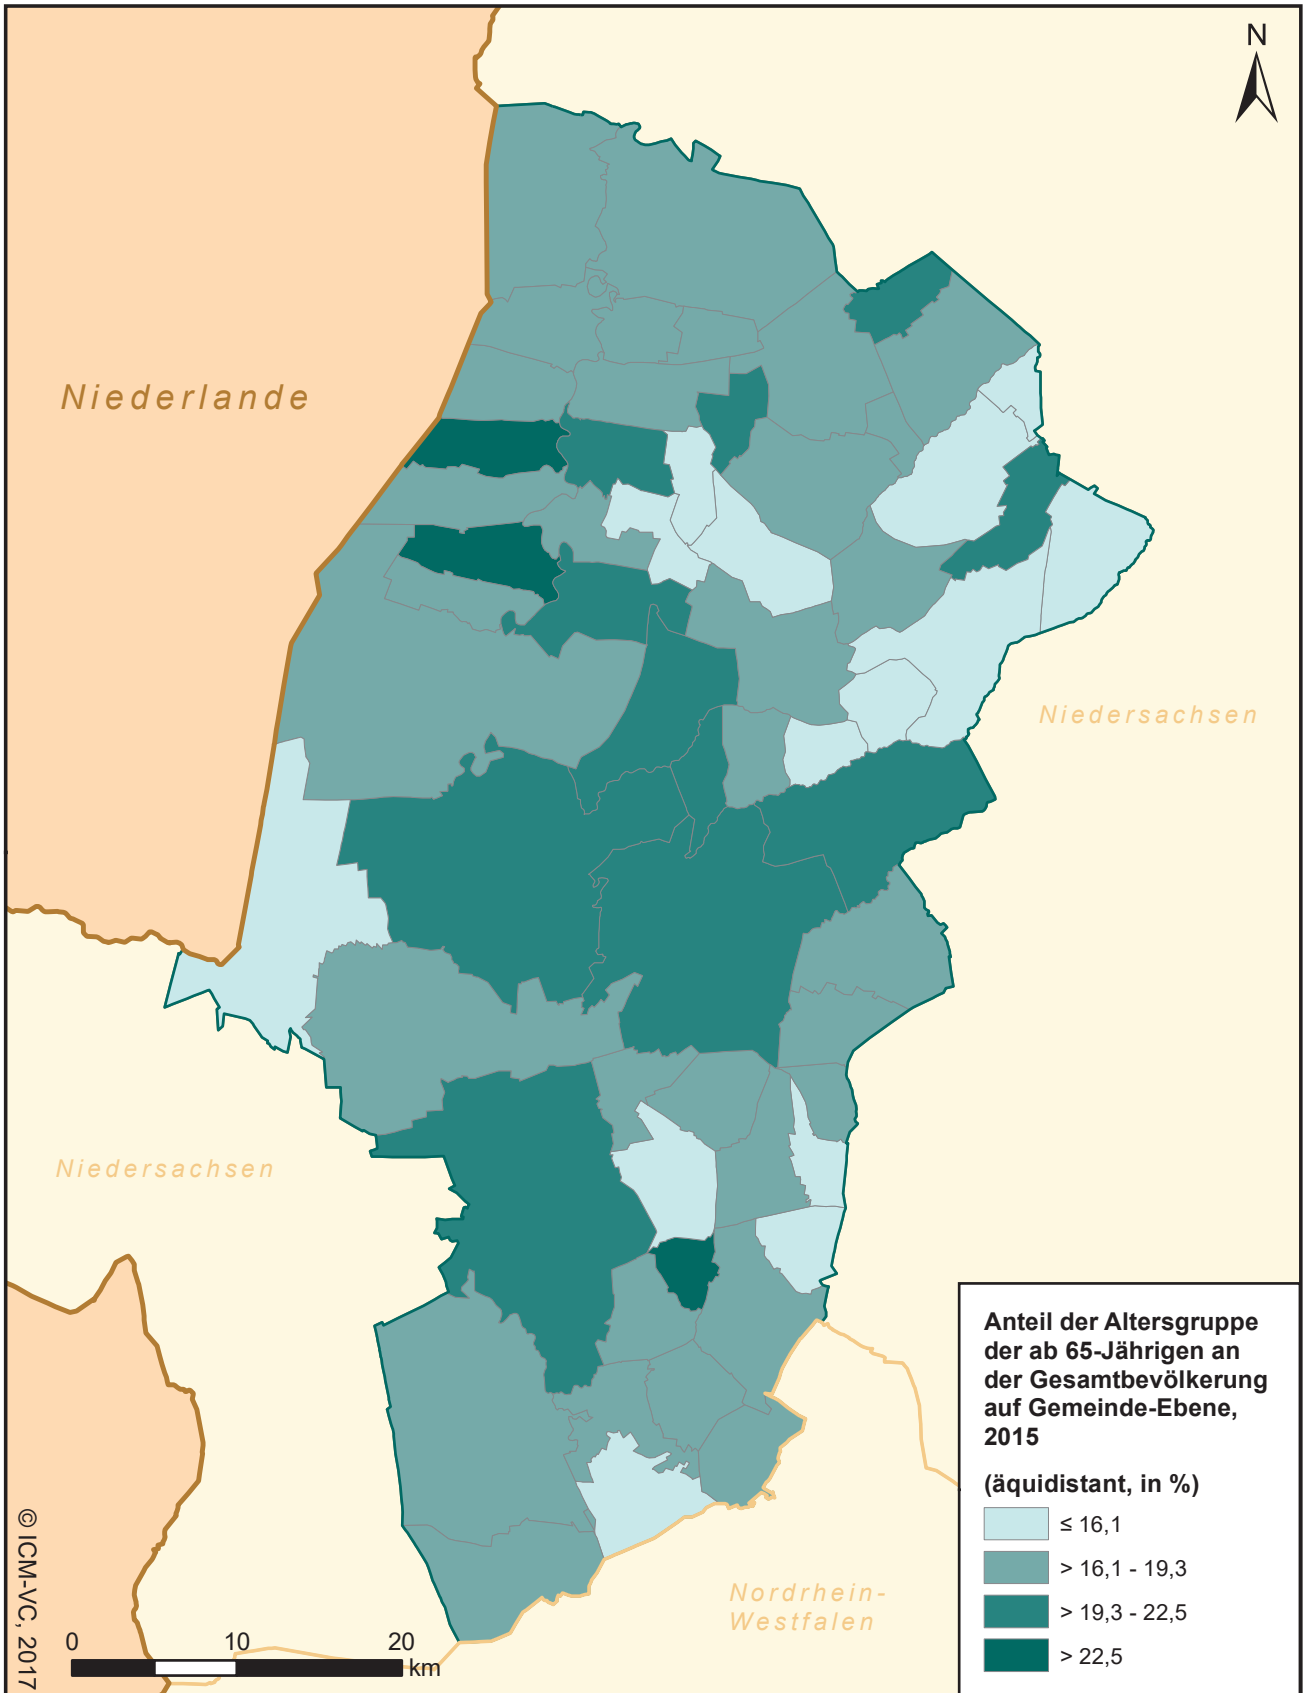 N
Niederlande
Niedersachsen
Niedersachsen
Nordrhein-
Westfalen
Anteil der Altersgruppe
der ab 65-Jährigen an
der Gesamtbevölkerung
auf Gemeinde-Ebene,
2015
(äquidistant, in %)
≤ 16,1
> 16,1 - 19,3
> 19,3 - 22,5
> 22,5
0 10 20
km
© ICM-VC, 2017